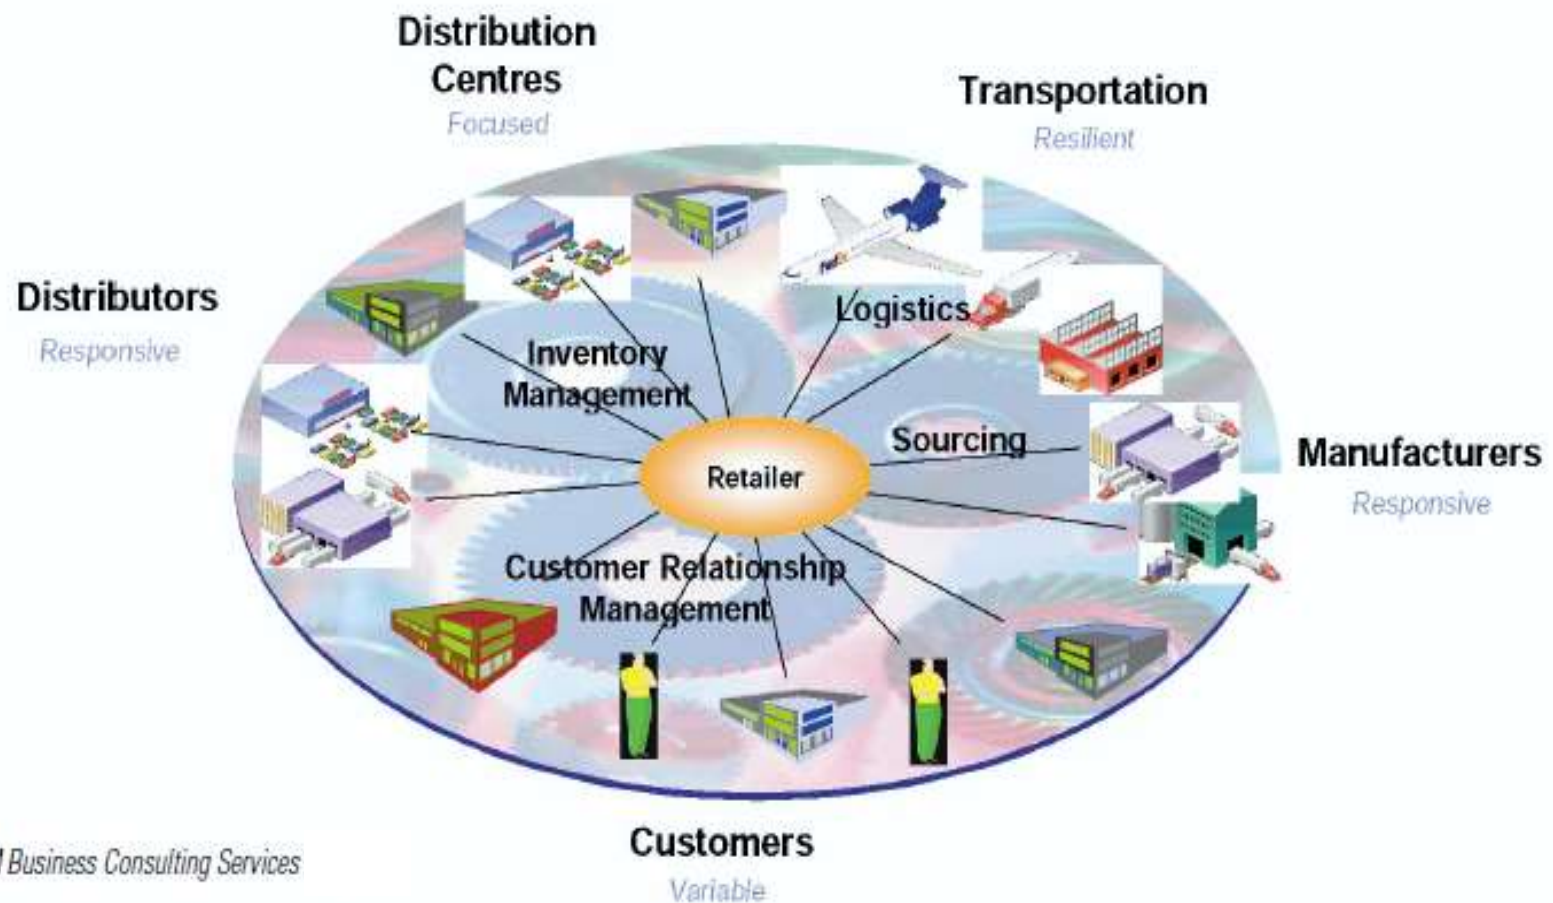 Distribution
Centres
Focused
Transportation
Resilient
Distributors
Responsive
Logistics
Inventory
Management
Sourcing
Retailer
Manufacturers
Responsive
Customer Relationship
Management
Customers
Variable
Business Consulting Services